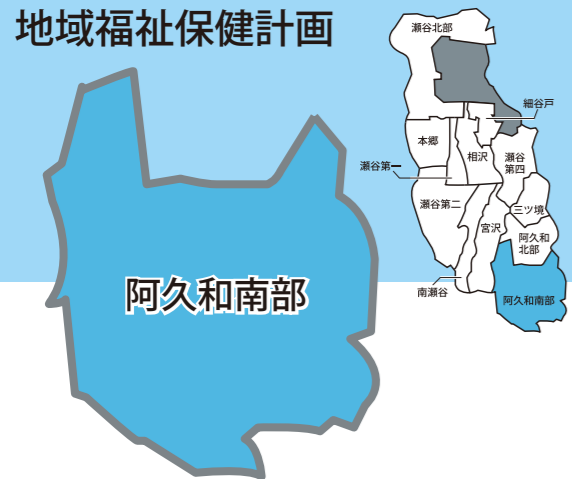 地域福祉保健計画
阿久和南部
瀬谷北部
細谷戸
本郷
相沢
瀬谷第一
瀬谷
第四
瀬谷第二
三ツ境
宮沢
阿久和
北部
南瀬谷
阿久和南部